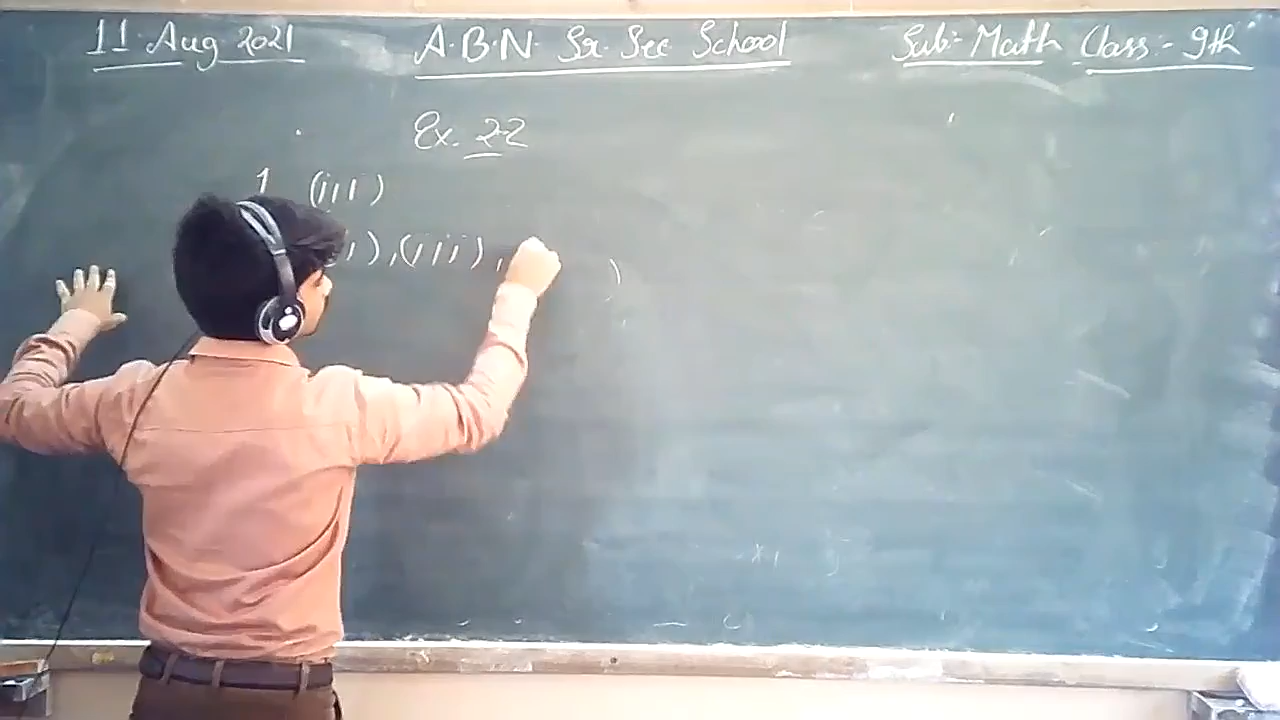 11 Aug 2021 A.B.N. Sr. Sec School Sub:- Math Class:- 9th
Ex. 2.2
1 (iii)
i), (iii),